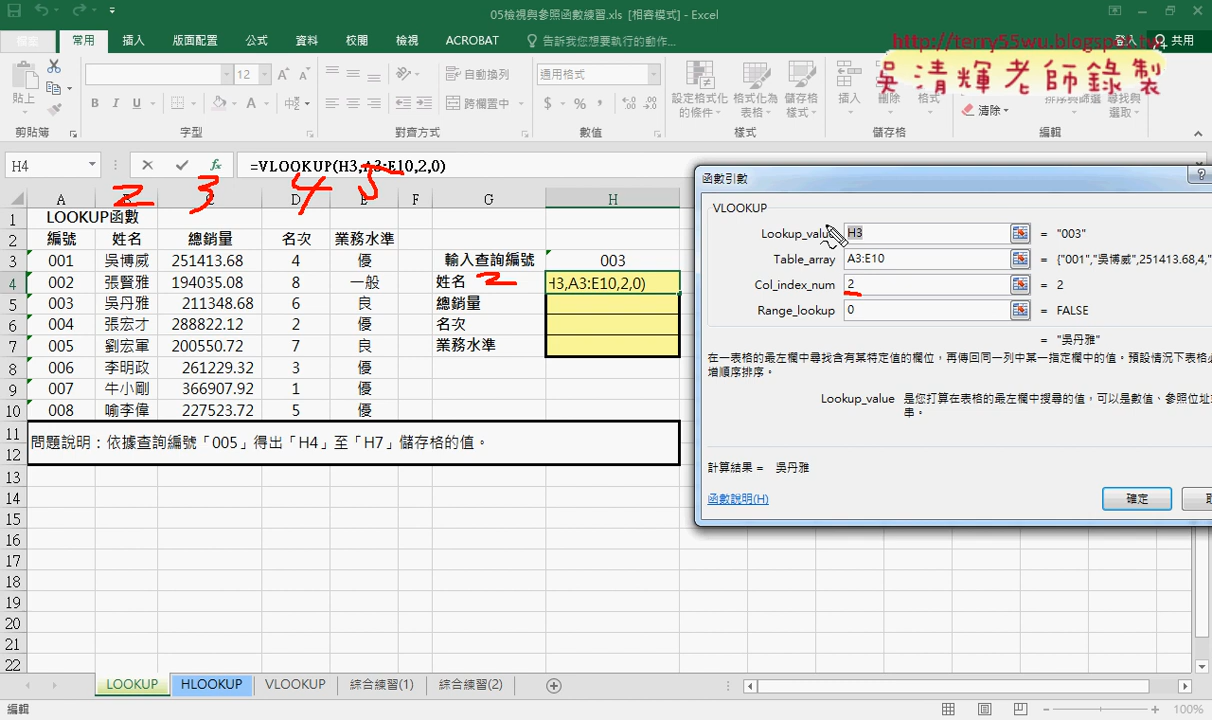 05檢視與參照函數練習.xls [相容模式] - Excel
常用 插入 版面配置 公式 資料 校閱 檢視 ACROBAT 告訴我您想要執行的動作... 登入 共用
http://terry55wu.blogspot.tw
吳清輝老師錄製
貼上 12 B I U 自動換列 跨欄置中 通用格式 $ % 設定格式化的條件 格式化為表格 儲存格樣式 插入 刪除 格式 清除 排序與篩選 尋找與選取
剪貼簿 字型 對齊方式 數值 樣式 儲存格 編輯
H4 fx =VLOOKUP(H3,A3:E10,2,0)
2 3 4 5
A B C D E F G H
1 LOOKUP函數
2 編號 姓名 總銷量 名次 業務水準
3 001 吳博威 251413.68 4 優 輸入查詢編號 003
4 002 張賢雅 194035.08 8 一般 姓名 2 H3,A3:E10,2,0)
5 003 吳丹雅 211348.68 6 良 總銷量
6 004 張宏才 288822.12 2 優 名次
7 005 劉宏軍 200550.72 7 良 業務水準
8 006 李明政 261229.32 3 優
9 007 牛小剛 366907.92 1 優
10 008 喻李偉 227523.72 5 優
11
問題說明：依據查詢編號「005」得出「H4」至「H7」儲存格的值。
12
13
14
15
16
17
18
19
20
21
22
函數引數 ?
VLOOKUP
Lookup_value H3 = "003"
Table_array A3:E10 = {"001","吳博威",251413.68,4,"
Col_index_num 2 = 2
Range_lookup 0 = FALSE
= "吳丹雅"
在一表格的最左欄中尋找含有某特定值的欄位，再傳回同一列中某一指定欄中的值。預設情況下表格必
增順序排序。
Lookup_value 是您打算在表格的最左欄中搜尋的值，可以是數值、參照位址或
串。
計算結果 = 吳丹雅
函數說明(H) 確定 取
LOOKUP HLOOKUP VLOOKUP 綜合練習(1) 綜合練習(2)
編輯 100%